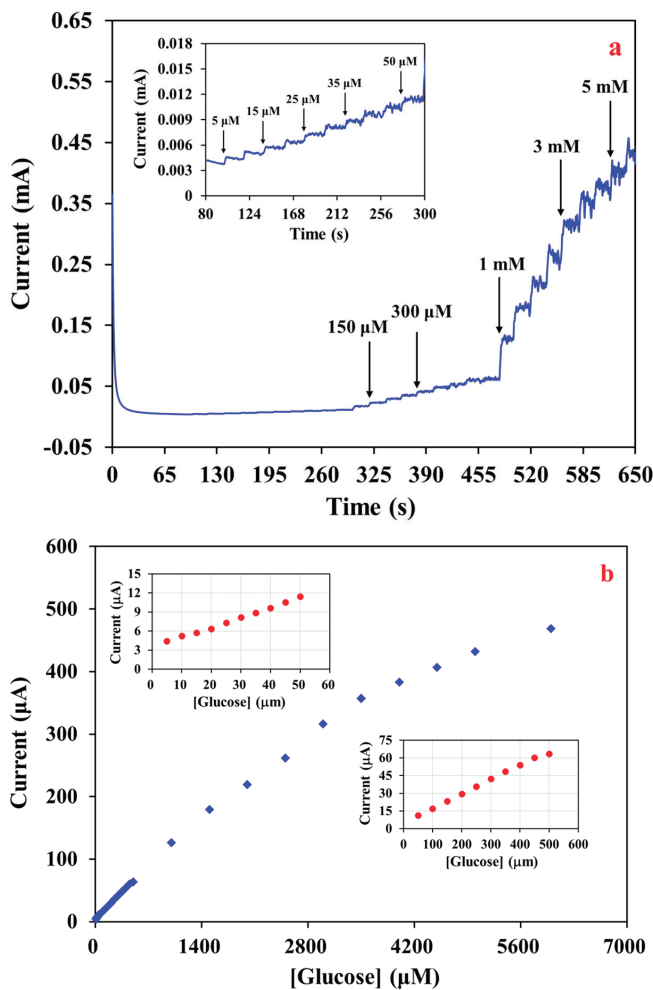 a
0.65
0.55
0.45
0.35
0.25
0.15
0.05
-0.05
Current (mA)
0 65 130 195 260 325 390 455 520 585 650
Time (s)
150 µM
300 µM
1 mM
3 mM
5 mM
0.018
0.015
0.012
0.009
0.006
0.003
0
Current (mA)
5 µM
15 µM
25 µM
35 µM
50 µM
80 124 168 212 256 300
Time (s)
b
600
500
400
300
200
100
0
Current (µA)
0 1400 2800 4200 5600 7000
[Glucose] (µM)
15
12
9
6
3
Current (µA)
0 10 20 30 40 50 60
[Glucose] (µm)
75
60
45
30
15
0
Current (µA)
0 100 200 300 400 500 600
[Glucose] (µm)